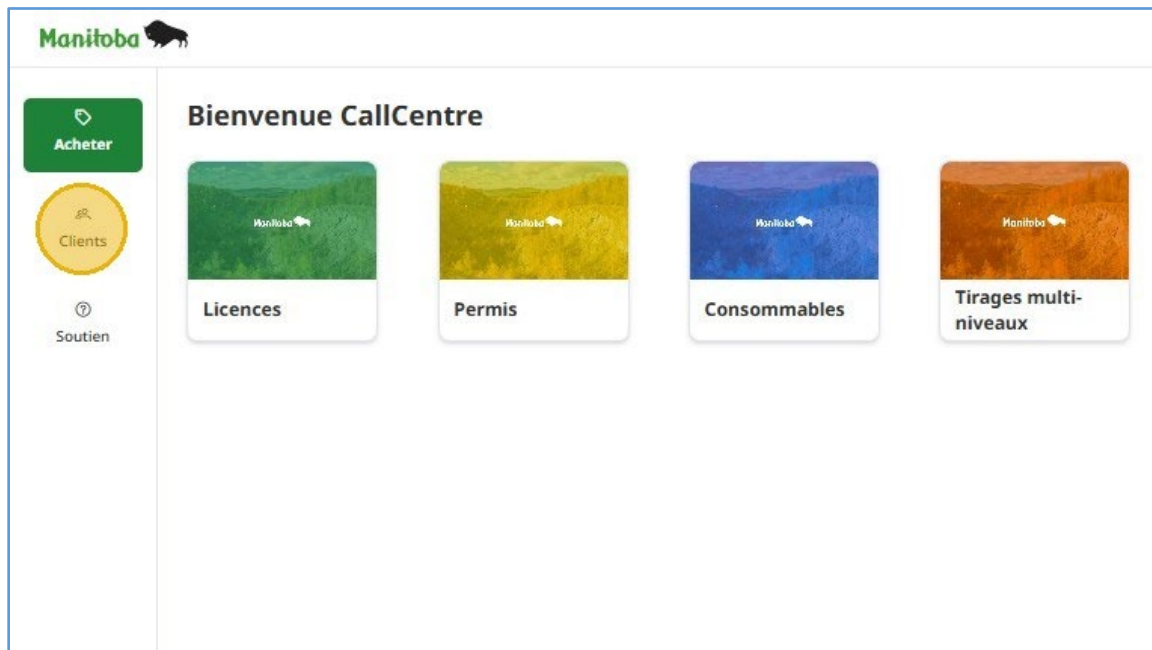 Manitoba
Acheter
Clients
Soutien
Bienvenue CallCentre
Manitoba
Licences
Manitoba
Permis
Manitoba
Consommables
Manitoba
Tirages multi-
niveaux